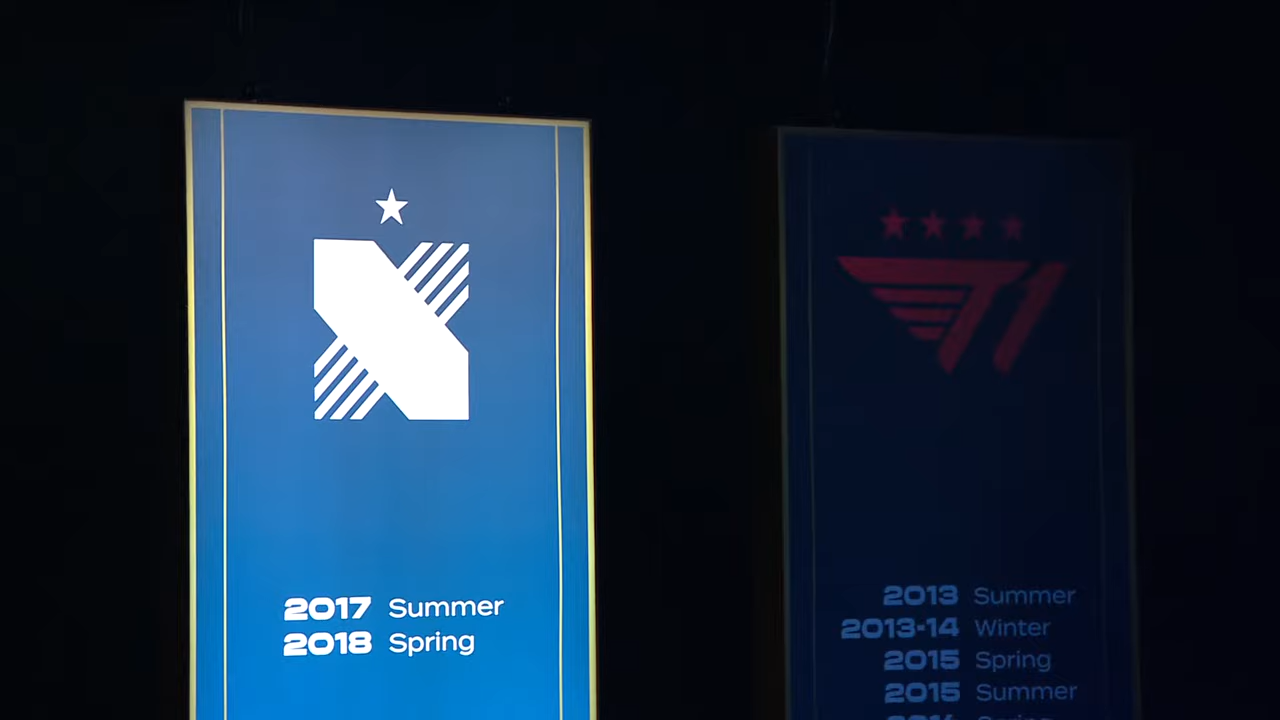 2017 Summer
2018 Spring
T1
2013 Summer
2013-14 Winter
2015 Spring
2015 Summer